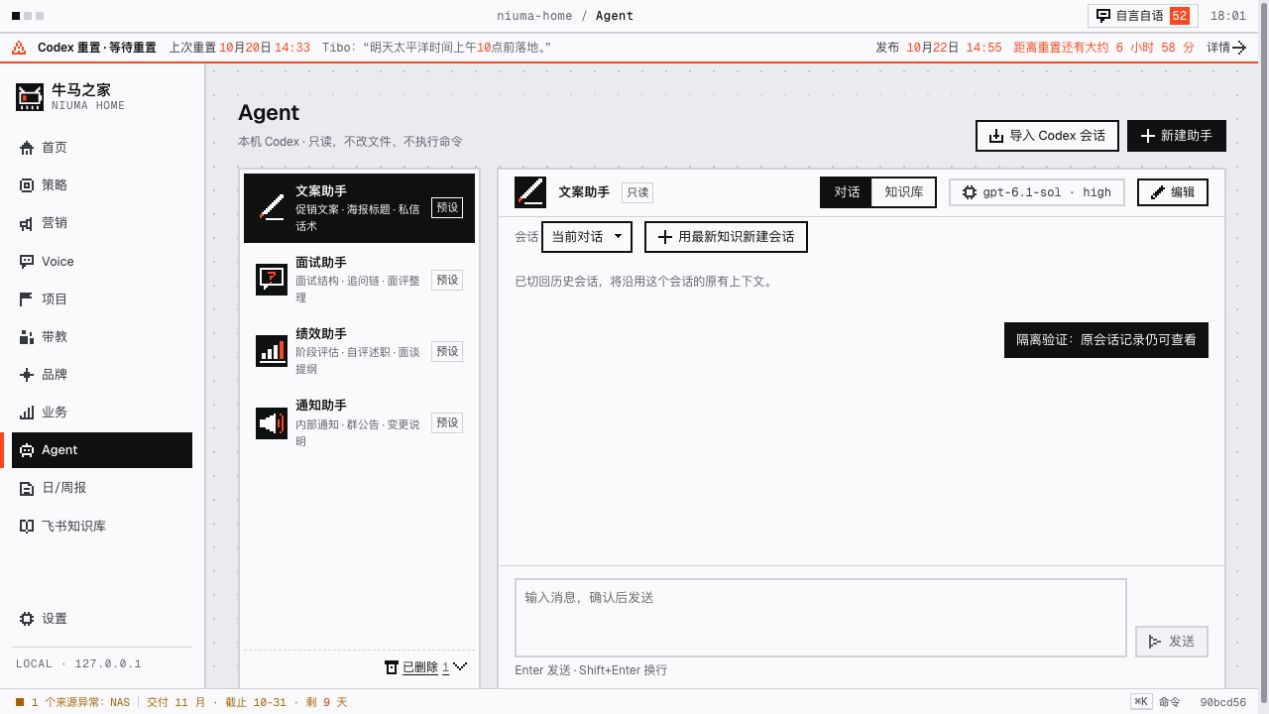 niuma-home / Agent
自言自语 52
18:01
Codex 重置 · 等待重置 上次重置 10月20日 14:33 Tibo：“明天太平洋时间上午10点前落地。”
发布 10月22日 14:55 距离重置还有大约 6 小时 58 分 详情
牛马之家
NIUMA HOME
首页
策略
营销
Voice
项目
带教
品牌
业务
Agent
日/周报
飞书知识库
设置
LOCAL · 127.0.0.1
Agent
本机 Codex · 只读，不改文件、不执行命令
导入 Codex 会话
新建助手
文案助手
促销文案 · 海报标题 · 私信
话术
预设
面试助手
面试结构 · 追问链 · 面评整
理
预设
绩效助手
阶段评估 · 自评述职 · 面谈
提纲
预设
通知助手
内部通知 · 群公告 · 变更说
明
预设
已删除 1
文案助手 只读
对话 知识库
gpt-6.1-sol · high
编辑
会话 当前对话
用最新知识新建会话
已切回历史会话，将沿用这个会话的原有上下文。
隔离验证：原会话记录仍可查看
输入消息，确认后发送
发送
Enter 发送 · Shift+Enter 换行
1 个来源异常：NAS 交付 11 月 · 截止 10-31 · 剩 9 天
⌘K 命令 90bcd56